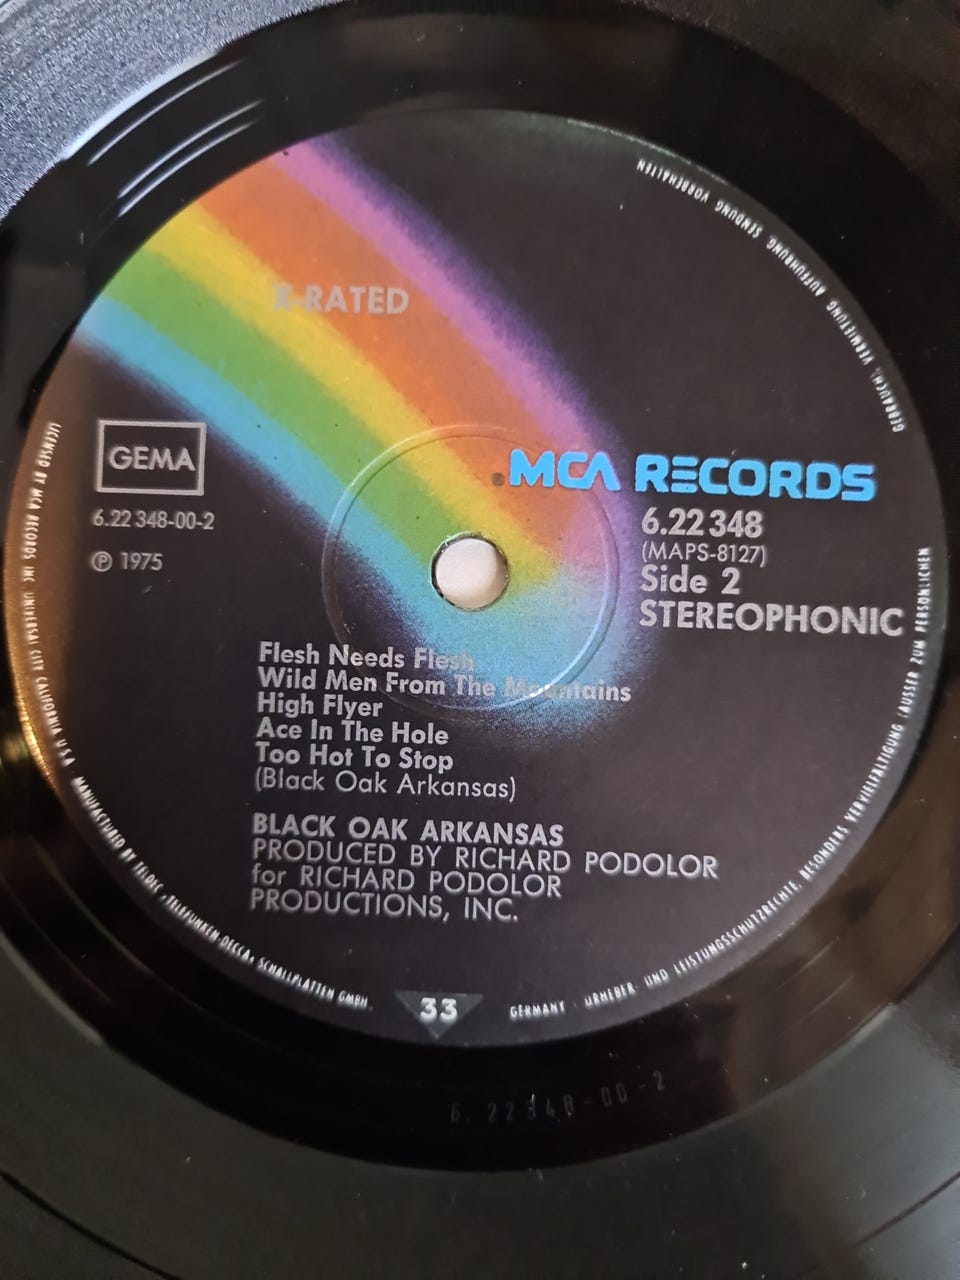 X-RATED
GEMA
6.22 348-00-2
℗ 1975
MCA RECORDS
6.22 348
(MAPS-8127)
Side 2
STEREOPHONIC
Flesh Needs Flesh
Wild Men From The Mountains
High Flyer
Ace In The Hole
Too Hot To Stop
(Black Oak Arkansas)
BLACK OAK ARKANSAS
PRODUCED BY RICHARD PODOLOR
for RICHARD PODOLOR
PRODUCTIONS, INC.
33
LICENSED BY MCA RECORDS INC. UNIVERSAL CITY CALIFORNIA U.S.A. MANUFACTURED BY TELDEC „TELEFUNKEN-DECCA" SCHALLPLATTEN GMBH.
GERMANY · URHEBER- UND LEISTUNGSSCHUTZRECHTE, BESONDERS VERVIELFÄLTIGUNG (AUSSER ZUM PERSÖNLICHEN
GEBRAUCH), VERMIETUNG, AUFFÜHRUNG, SENDUNG VORBEHALTEN
6.22348-00-2